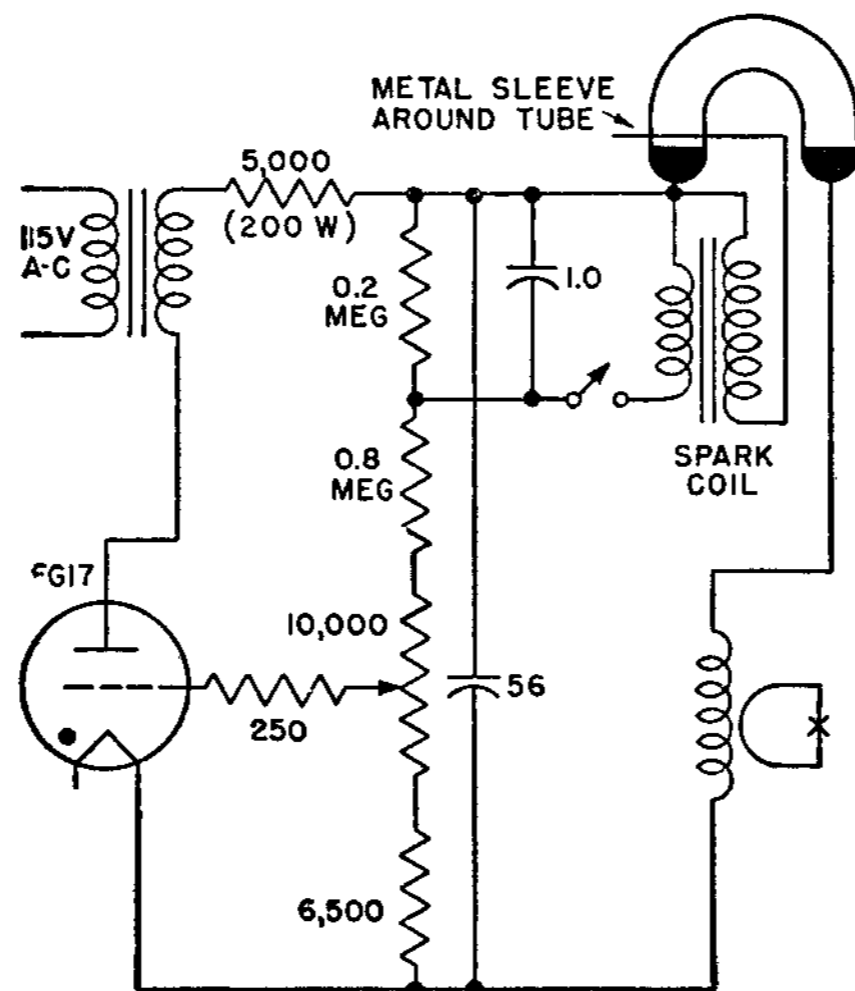 METAL SLEEVE
AROUND TUBE
5,000
(200 W)
115V
A-C
0.2
MEG
1.0
0.8
MEG
SPARK
COIL
FG17
10,000
250
56
6,500